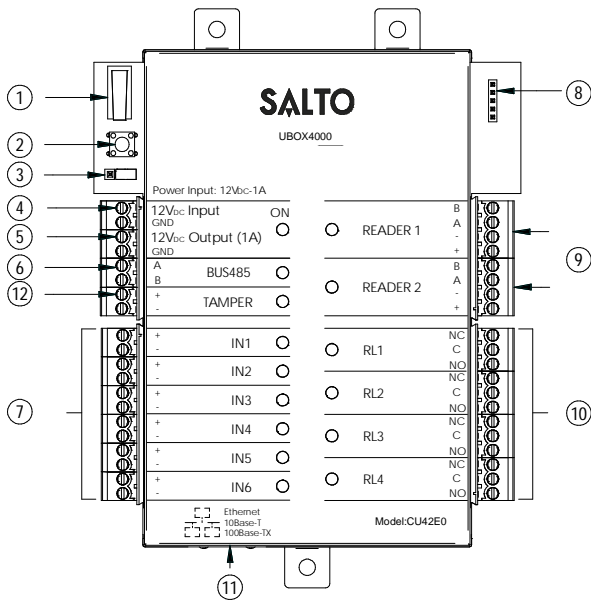 SALTO
UBOX4000
Power Input: 12VDC-1A
12VDC Input
GND
ON
12VDC Output (1A)
GND
A
B
BUS485
+
-
TAMPER
READER 1
B
A
-
+
READER 2
B
A
-
+
+
-
IN1
+
-
IN2
+
-
IN3
+
-
IN4
+
-
IN5
+
-
IN6
RL1
NC
C
NO
RL2
NC
C
NO
RL3
NC
C
NO
RL4
NC
C
NO
Ethernet
10Base-T
100Base-TX
Model:CU42E0
1
2
3
4
5
6
12
7
8
9
10
11